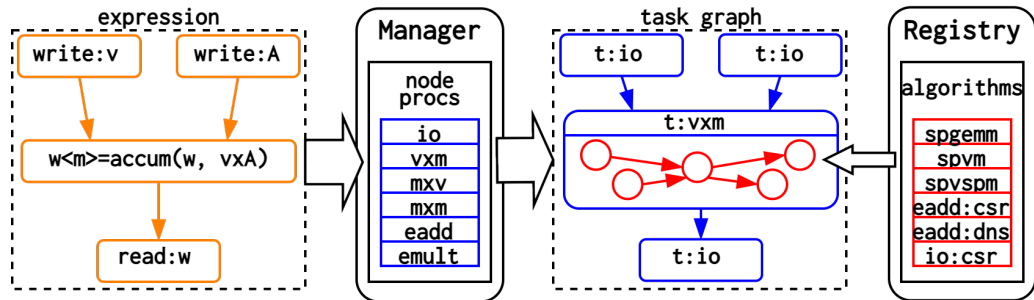 expression
write:v
write:A
w<m>=accum(w, vxA)
read:w
Manager
node
procs
io
vxm
mxv
mxm
eadd
emult
task graph
t:io
t:io
t:vxm
t:io
Registry
algorithms
spgemm
spvm
spvspm
eadd:csr
eadd:dns
io:csr